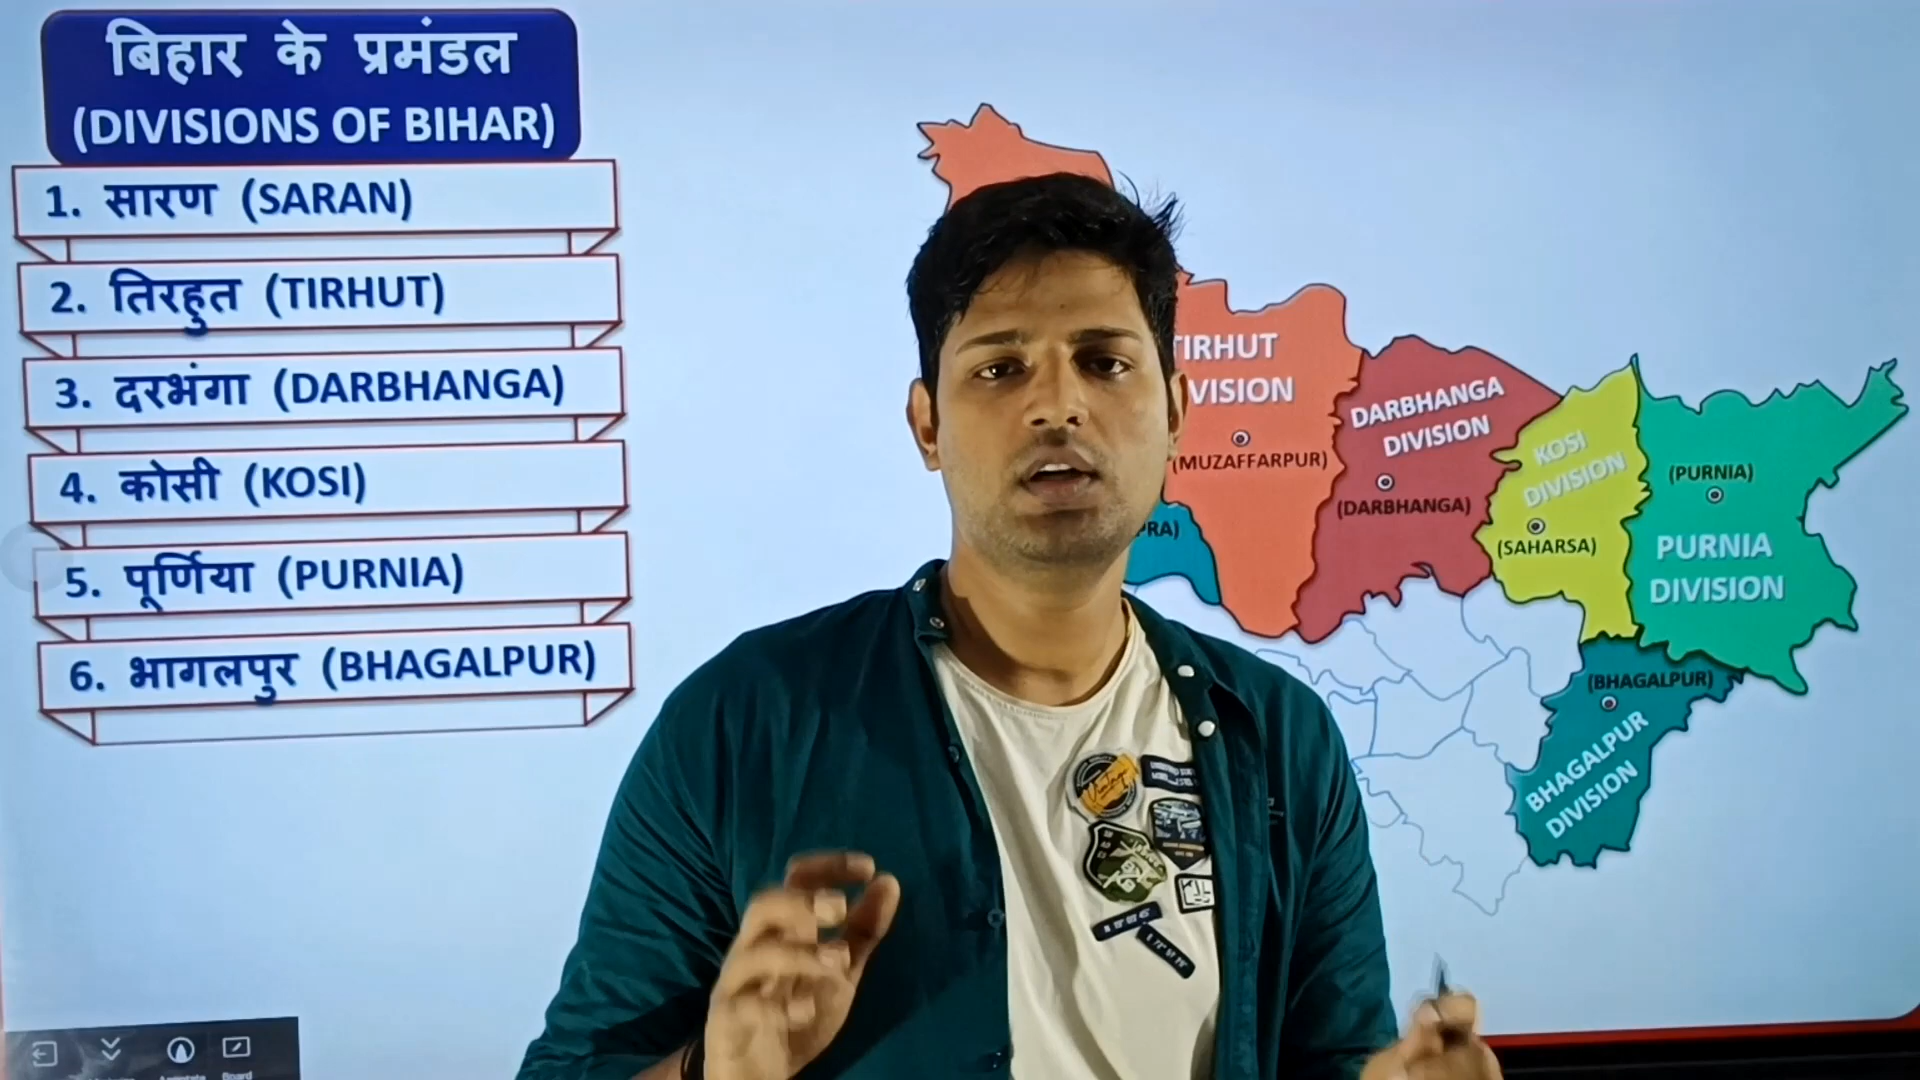 बिहार के प्रमंडल
(DIVISIONS OF BIHAR)
1. सारण (SARAN)
2. तिरहुत (TIRHUT)
3. दरभंगा (DARBHANGA)
4. कोसी (KOSI)
5. पूर्णिया (PURNIA)
6. भागलपुर (BHAGALPUR)
TIRHUT
VISION
(MUZAFFARPUR)
PRA)
DARBHANGA
DIVISION
(DARBHANGA)
KOSI
DIVISION
(SAHARSA)
(PURNIA)
PURNIA
DIVISION
(BHAGALPUR)
BHAGALPUR
DIVISION
Vintage
Board